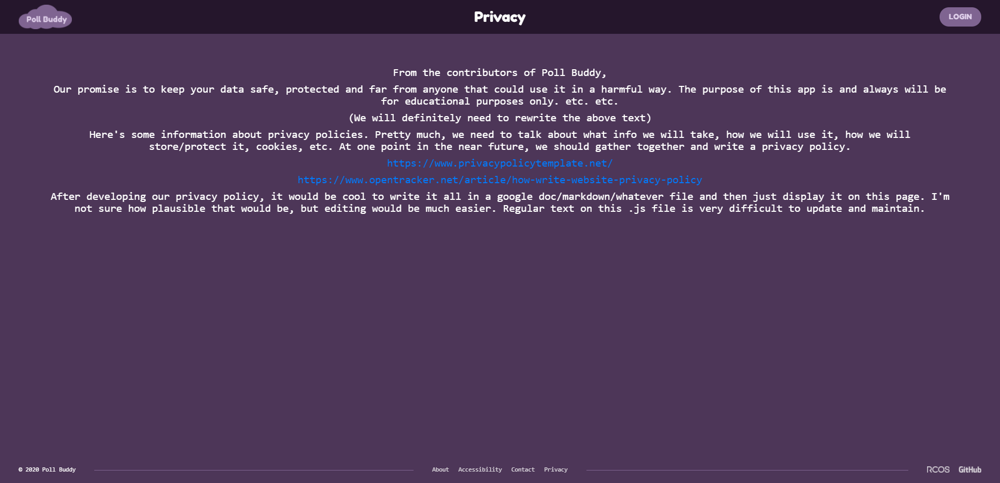 Poll Buddy
Privacy
LOGIN
From the contributors of Poll Buddy,
Our promise is to keep your data safe, protected and far from anyone that could use it in a harmful way. The purpose of this app is and always will be
for educational purposes only. etc. etc.
(We will definitely need to rewrite the above text)
Here's some information about privacy policies. Pretty much, we need to talk about what info we will take, how we will use it, how we will
store/protect it, cookies, etc. At one point in the near future, we should gather together and write a privacy policy.
https://www.privacypolicytemplate.net/
https://www.opentracker.net/article/how-write-website-privacy-policy
After developing our privacy policy, it would be cool to write it all in a google doc/markdown/whatever file and then just display it on this page. I'm
not sure how plausible that would be, but editing would be much easier. Regular text on this .js file is very difficult to update and maintain.
© 2020 Poll Buddy
About Accessibility Contact Privacy
RCOS GitHub